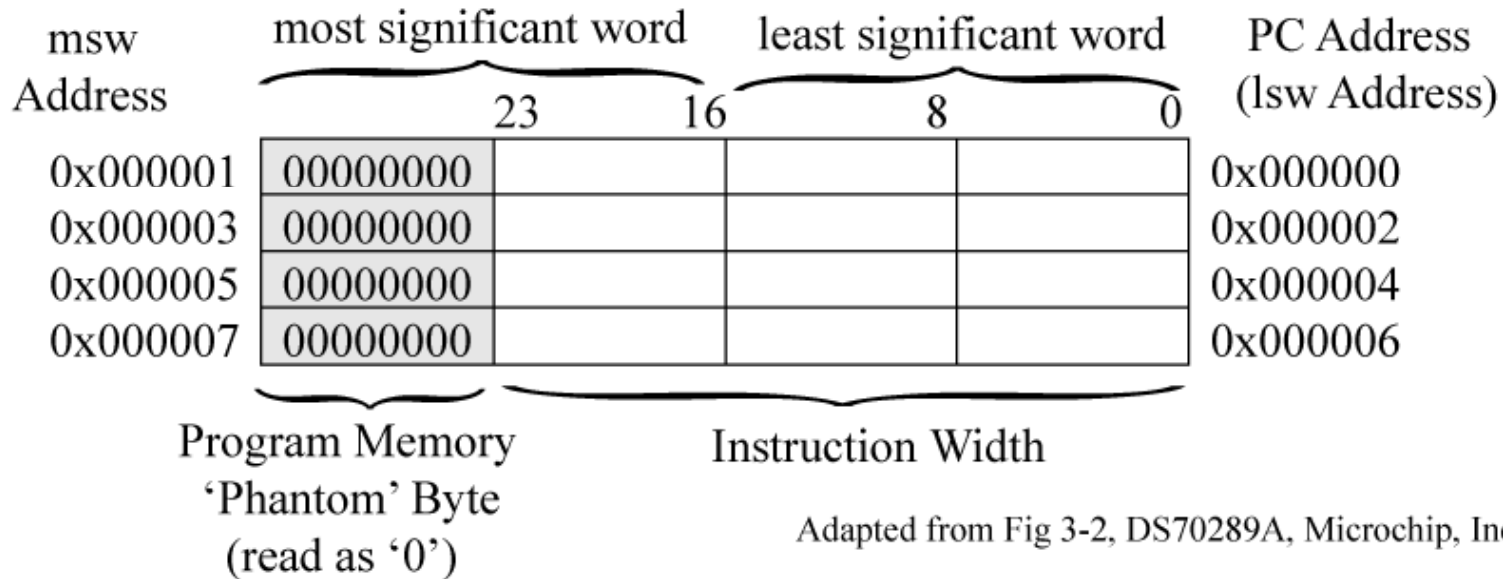 msw Address
most significant word
least significant word
PC Address (lsw Address)
23 16 8 0
0x000001 00000000 0x000000
0x000003 00000000 0x000002
0x000005 00000000 0x000004
0x000007 00000000 0x000006
Program Memory
‘Phantom’ Byte
(read as ‘0’)
Instruction Width
Adapted from Fig 3-2, DS70289A, Microchip, Inc